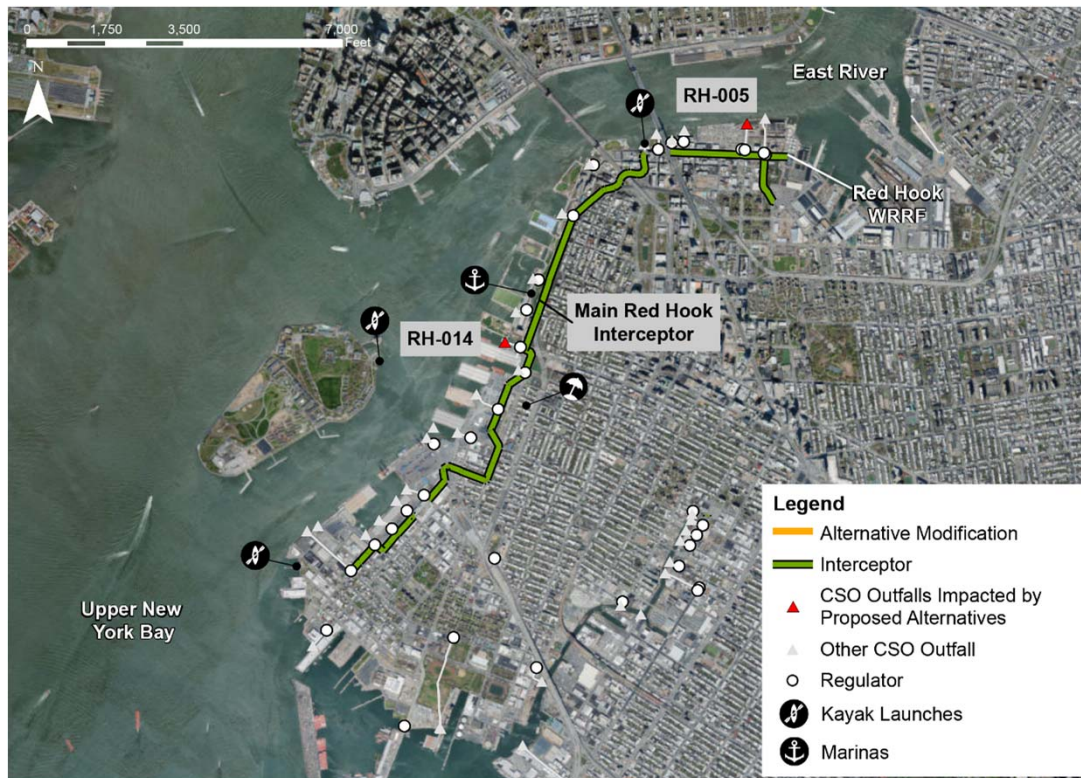 0 1,750 3,500 7,000
Feet
N
East River
RH-005
Red Hook
WRRF
Main Red Hook
Interceptor
RH-014
Upper New
York Bay
Legend
Alternative Modification
Interceptor
CSO Outfalls Impacted by
Proposed Alternatives
Other CSO Outfall
Regulator
Kayak Launches
Marinas